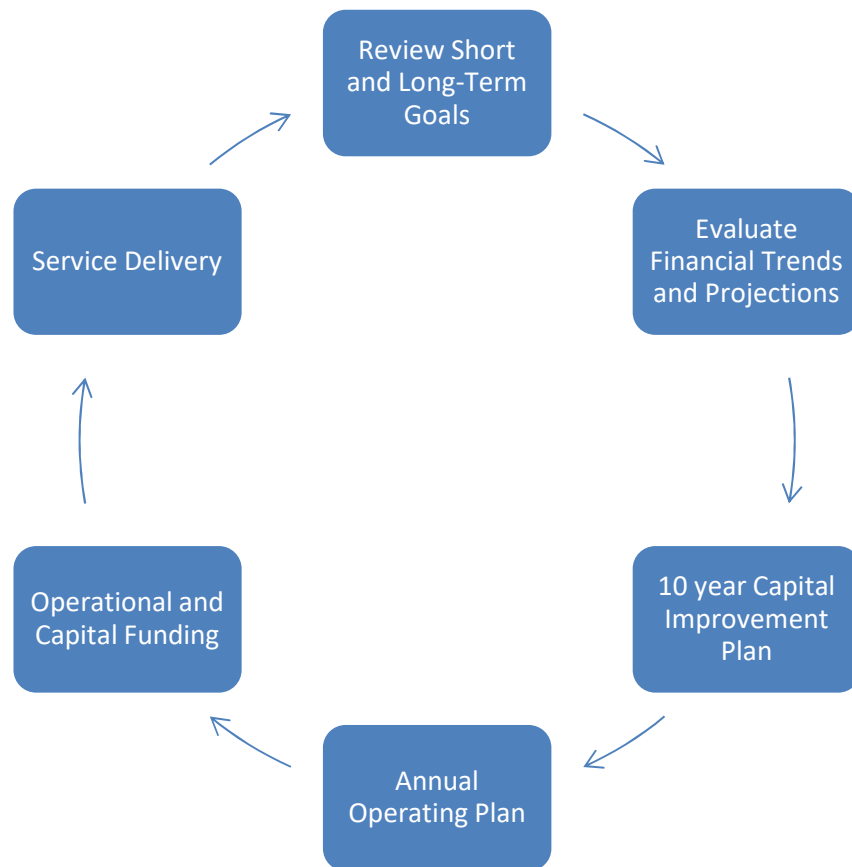 Review Short
and Long-Term
Goals
Evaluate
Financial Trends
and Projections
10 year Capital
Improvement
Plan
Annual
Operating Plan
Operational and
Capital Funding
Service Delivery